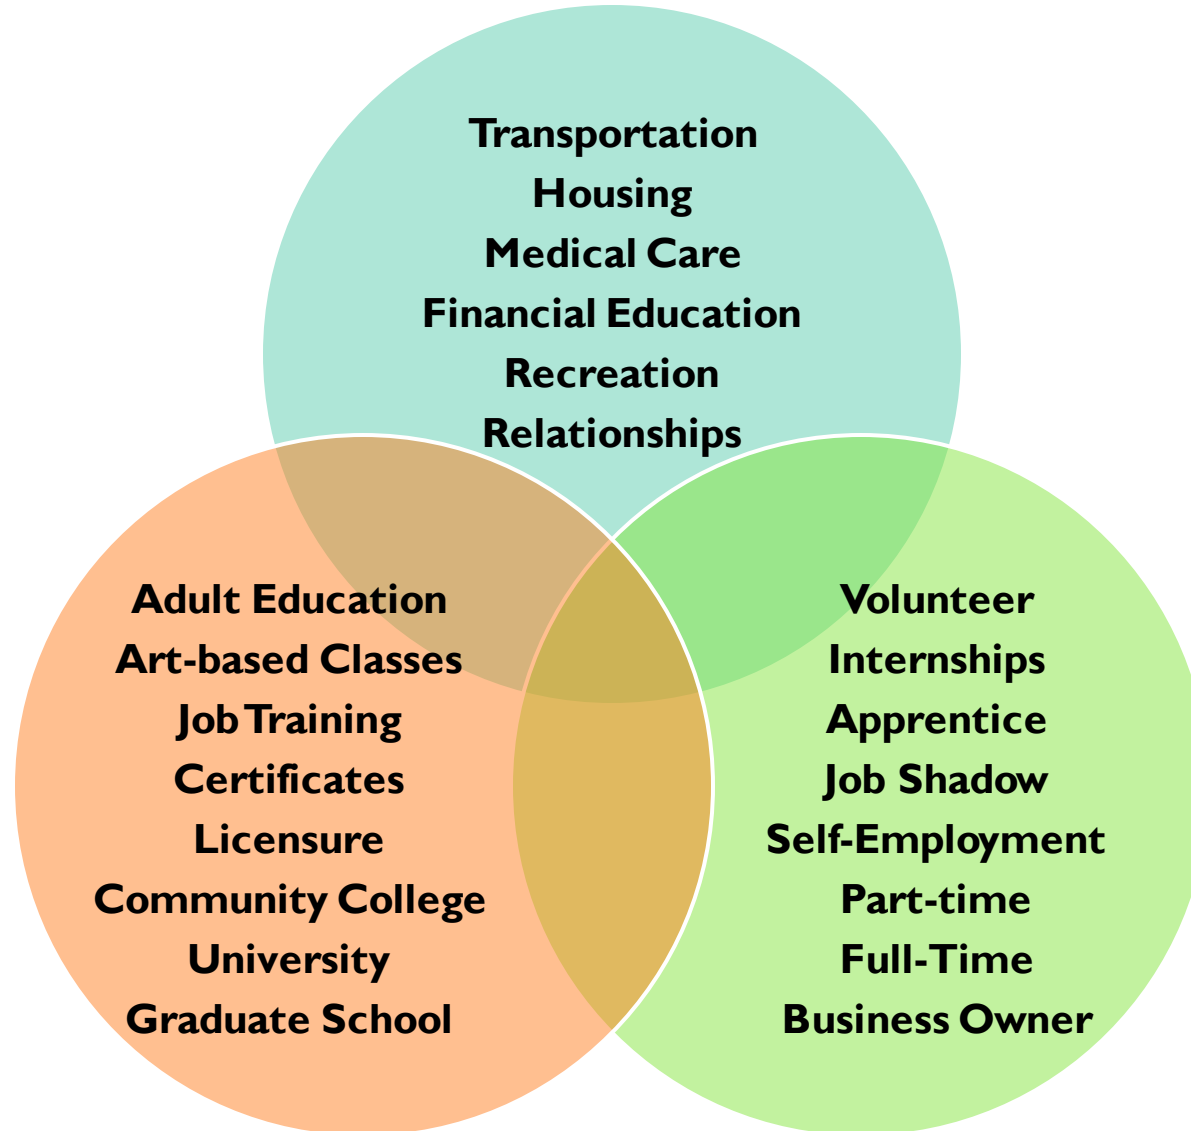 Transportation
Housing
Medical Care
Financial Education
Recreation
Relationships
Adult Education
Art-based Classes
Job Training
Certificates
Licensure
Community College
University
Graduate School
Volunteer
Internships
Apprentice
Job Shadow
Self-Employment
Part-time
Full-Time
Business Owner